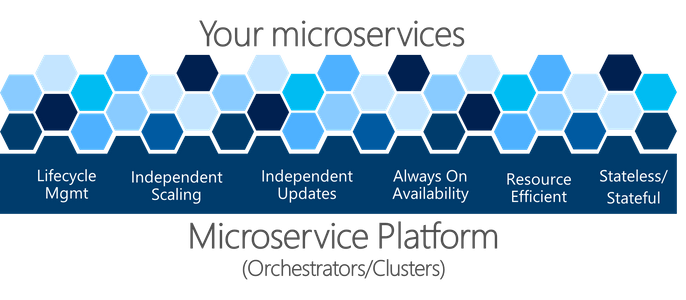 Your microservices
Lifecycle
Mgmt
Independent
Scaling
Independent
Updates
Always On
Availability
Resource
Efficient
Stateless/
Stateful
Microservice Platform
(Orchestrators/Clusters)